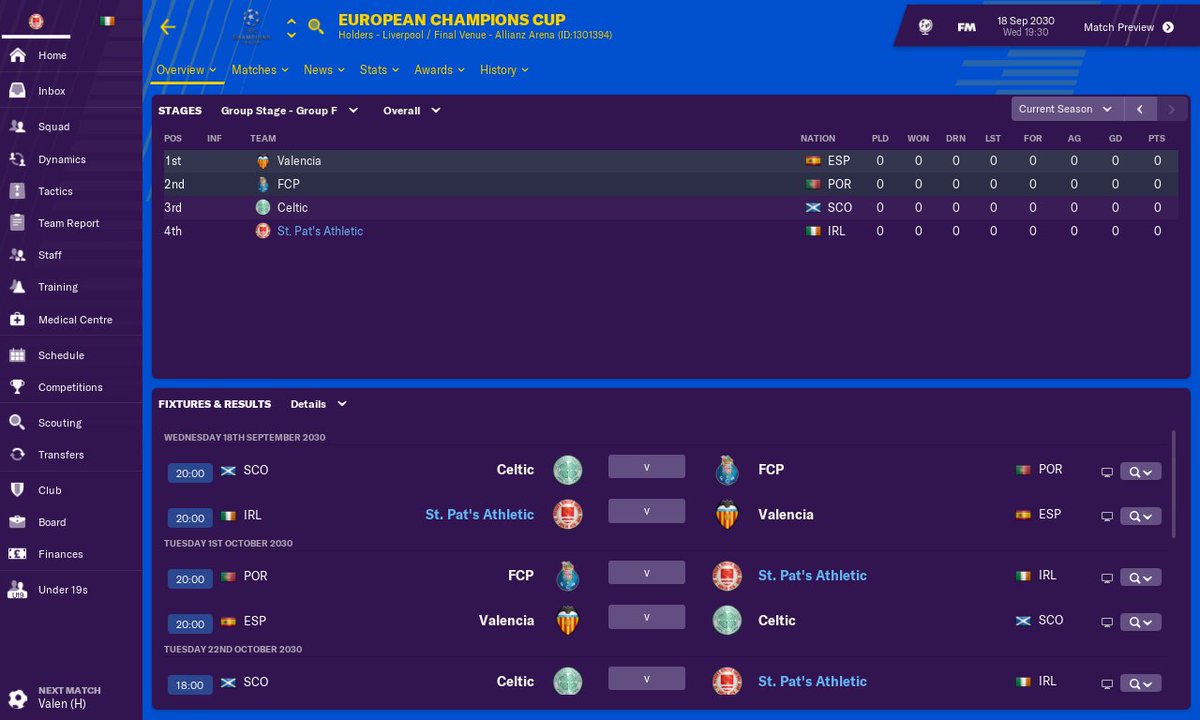 EUROPEAN CHAMPIONS CUP
Holders - Liverpool / Final Venue - Allianz Arena (ID:1301394)
FM
18 Sep 2030
Wed 19:30
Match Preview
Overview Matches News Stats Awards History
Home
Inbox
Squad
Dynamics
Tactics
Team Report
Staff
Training
Medical Centre
Schedule
Competitions
Scouting
Transfers
Club
Board
Finances
U19
Under 19s
NEXT MATCH
Valen (H)
STAGES Group Stage - Group F Overall Current Season
POS INF TEAM NATION PLD WON DRN LST FOR AG GD PTS
1st Valencia ESP 0 0 0 0 0 0 0 0
2nd FCP POR 0 0 0 0 0 0 0 0
3rd Celtic SCO 0 0 0 0 0 0 0 0
4th St. Pat's Athletic IRL 0 0 0 0 0 0 0 0
FIXTURES & RESULTS Details
WEDNESDAY 18TH SEPTEMBER 2030
20:00 SCO Celtic v FCP POR
20:00 IRL St. Pat's Athletic v Valencia ESP
TUESDAY 1ST OCTOBER 2030
20:00 POR FCP v St. Pat's Athletic IRL
20:00 ESP Valencia v Celtic SCO
TUESDAY 22ND OCTOBER 2030
18:00 SCO Celtic v St. Pat's Athletic IRL